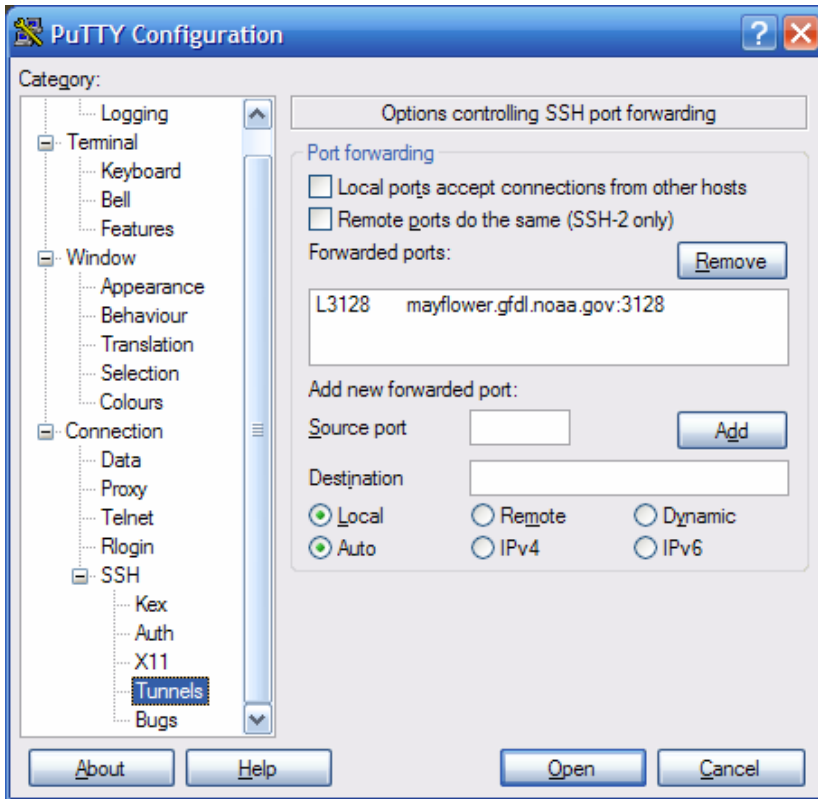 PuTTY Configuration
Category:
Logging
Terminal
Keyboard
Bell
Features
Window
Appearance
Behaviour
Translation
Selection
Colours
Connection
Data
Proxy
Telnet
Rlogin
SSH
Kex
Auth
X11
Tunnels
Bugs
Options controlling SSH port forwarding
Port forwarding
Local ports accept connections from other hosts
Remote ports do the same (SSH-2 only)
Forwarded ports:
Remove
L3128 mayflower.gfdl.noaa.gov:3128
Add new forwarded port:
Source port
Add
Destination
Local Remote Dynamic
Auto IPv4 IPv6
About Help Open Cancel